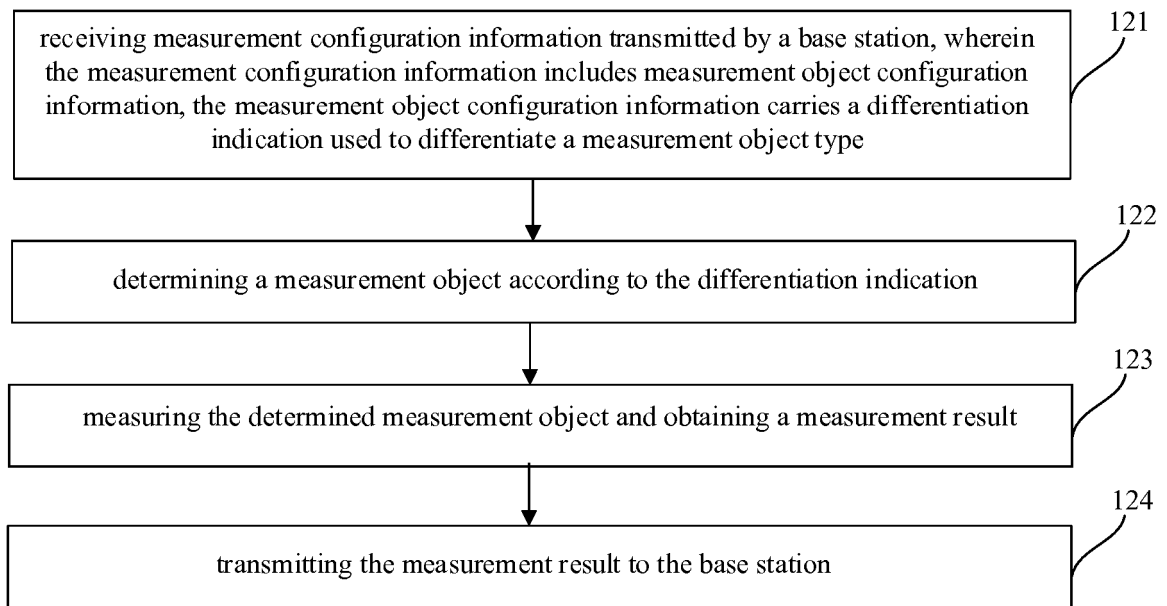 121
receiving measurement configuration information transmitted by a base station, wherein
the measurement configuration information includes measurement object configuration
information, the measurement object configuration information carries a differentiation
indication used to differentiate a measurement object type
122
determining a measurement object according to the differentiation indication
123
measuring the determined measurement object and obtaining a measurement result
124
transmitting the measurement result to the base station